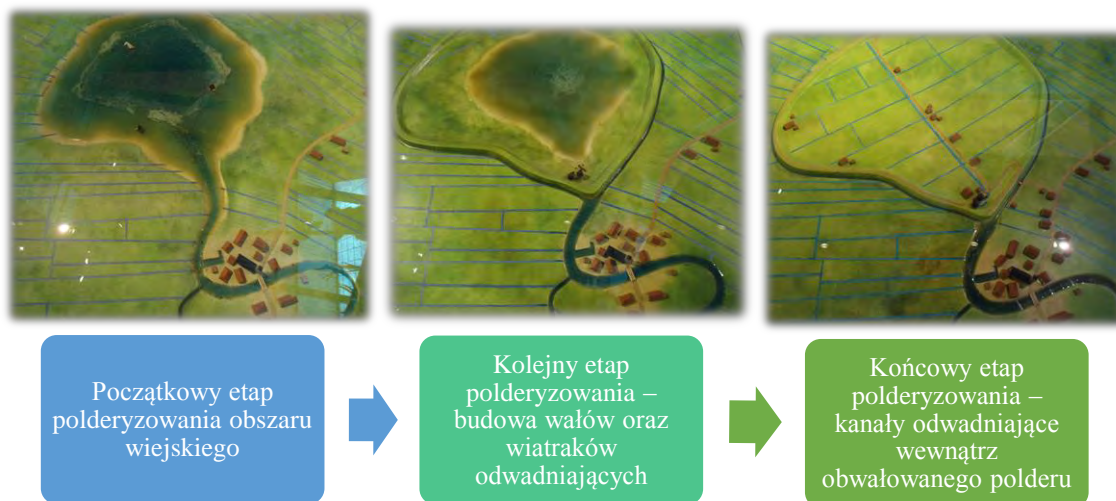 Początkowy etap
polderyzowania obszaru
wiejskiego
Kolejny etap
polderyzowania –
budowa wałów oraz
wiatraków
odwadniających
Końcowy etap
polderyzowania –
kanały odwadniające
wewnątrz
obwałowanego polderu